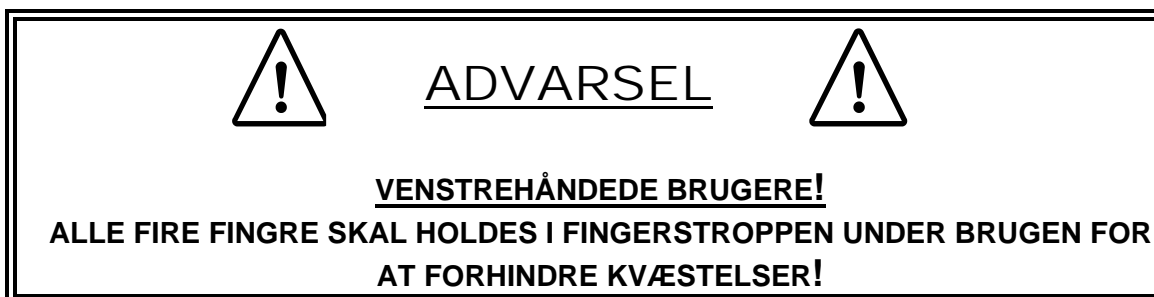 ADVARSEL
VENSTREHÅNDEDE BRUGERE!
ALLE FIRE FINGRE SKAL HOLDES I FINGERSTROPPEN UNDER BRUGEN FOR
AT FORHINDRE KVÆSTELSER!